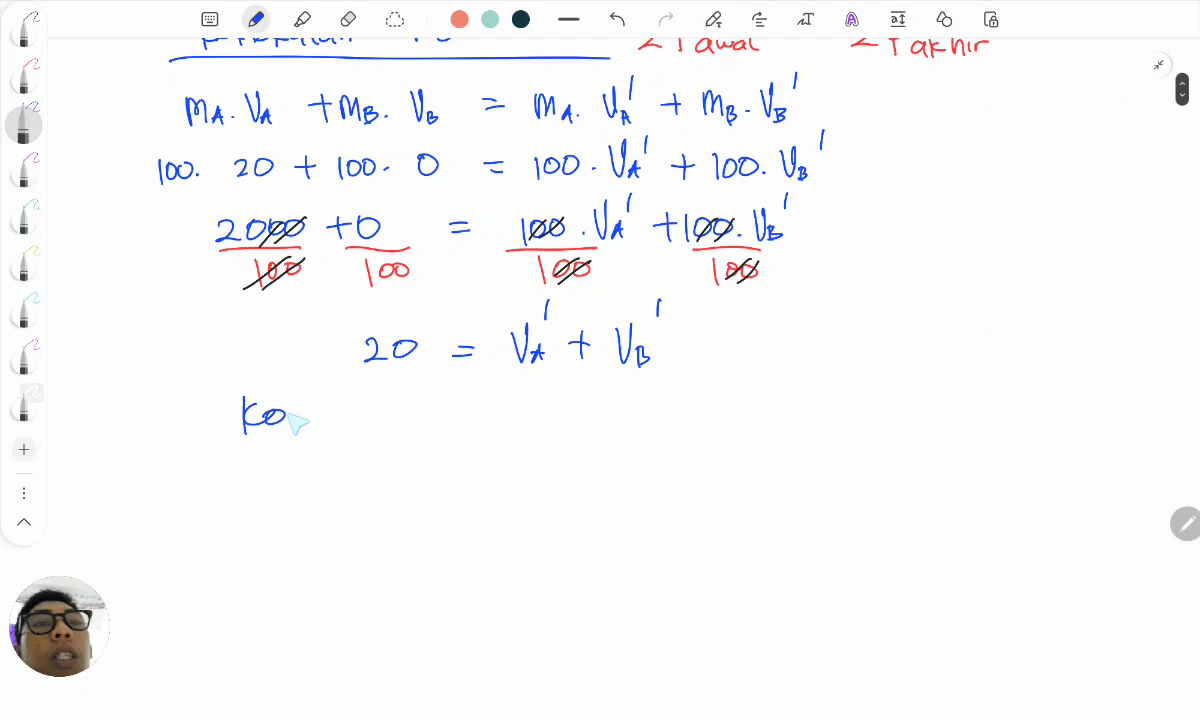 < I awal < I akhir
mA. VA + mB. VB = mA. VA' + mB. VB'
100. 20 + 100. 0 = 100. VA' + 100. VB'
2000 + 0 = 100. VA' + 100. VB'
100 100 100 100
20 = VA' + VB'
Ko